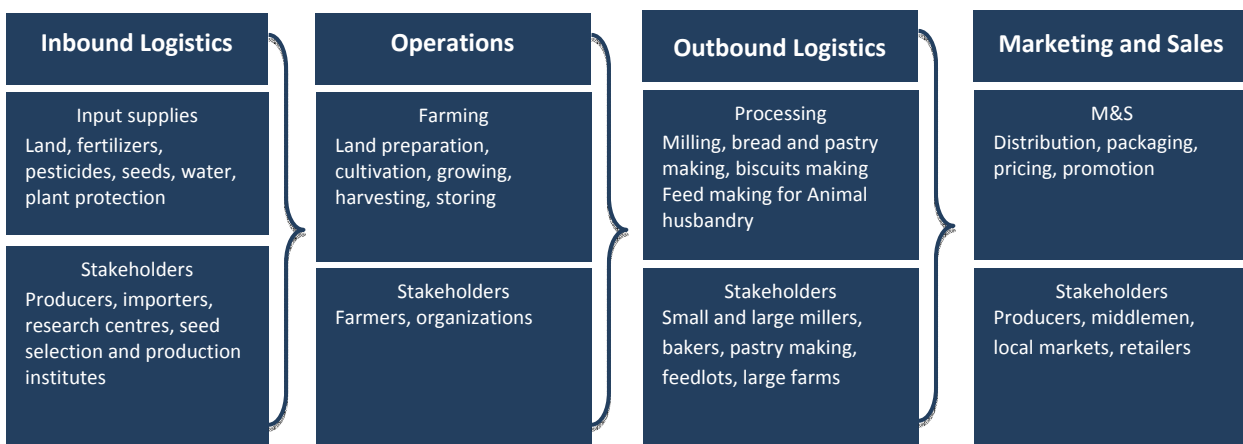 Inbound Logistics
Input supplies
Land, fertilizers,
pesticides, seeds, water,
plant protection
Stakeholders
Producers, importers,
research centres, seed
selection and production
institutes
Operations
Farming
Land preparation,
cultivation, growing,
harvesting, storing
Stakeholders
Farmers, organizations
Outbound Logistics
Processing
Milling, bread and pastry
making, biscuits making
Feed making for Animal
husbandry
Stakeholders
Small and large millers,
bakers, pastry making,
feedlots, large farms
Marketing and Sales
M&S
Distribution, packaging,
pricing, promotion
Stakeholders
Producers, middlemen,
local markets, retailers